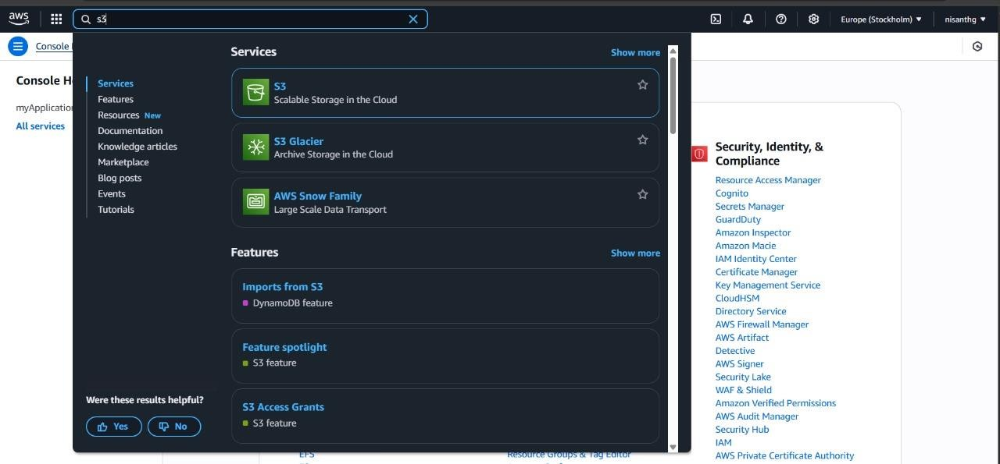 aws
s3
Europe (Stockholm)
nisanthg
Console
Console H
myApplication
All services
Services
Features
Resources New
Documentation
Knowledge articles
Marketplace
Blog posts
Events
Tutorials
Were these results helpful?
Yes
No
Services
Show more
S3
Scalable Storage in the Cloud
S3 Glacier
Archive Storage in the Cloud
AWS Snow Family
Large Scale Data Transport
Features
Show more
Imports from S3
DynamoDB feature
Feature spotlight
S3 feature
S3 Access Grants
S3 feature
EFS
Resource Groups & Tag Editor
Security, Identity, &
Compliance
Resource Access Manager
Cognito
Secrets Manager
GuardDuty
Amazon Inspector
Amazon Macie
IAM Identity Center
Certificate Manager
Key Management Service
CloudHSM
Directory Service
AWS Firewall Manager
AWS Artifact
Detective
AWS Signer
Security Lake
WAF & Shield
Amazon Verified Permissions
AWS Audit Manager
Security Hub
IAM
AWS Private Certificate Authority